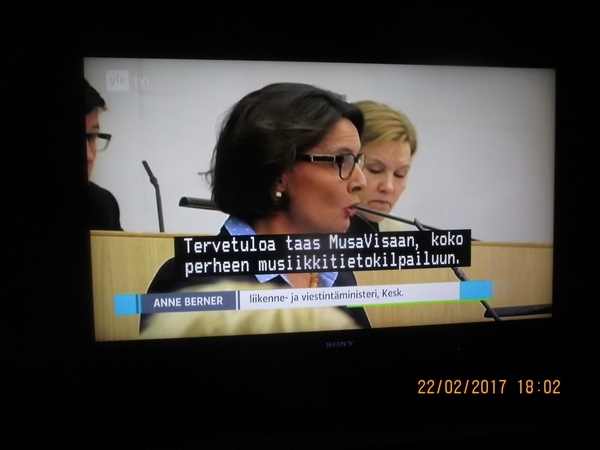 yle TV1
Tervetuloa taas MusaVisaan, koko
perheen musiikkitietokilpailuun.
ANNE BERNER liikenne- ja viestintäministeri, Kesk.
SONY
22/02/2017 18:02